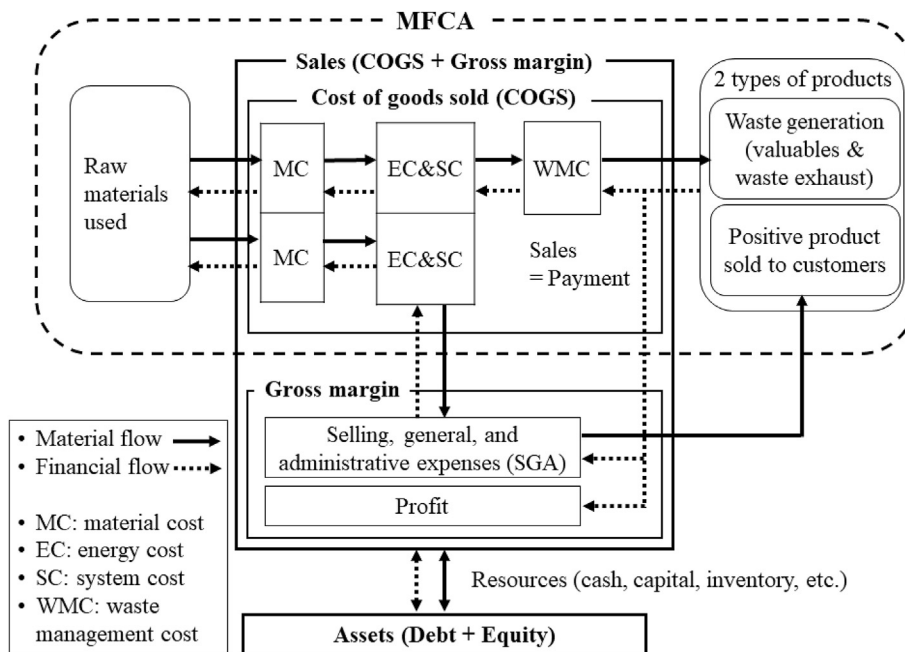 MFCA
Sales (COGS + Gross margin)
Cost of goods sold (COGS)
2 types of products
Raw
materials
used
MC
EC&SC
WMC
Waste generation
(valuables &
waste exhaust)
MC
EC&SC
Sales
= Payment
Positive product
sold to customers
Gross margin
Selling, general, and
administrative expenses (SGA)
Profit
• Material flow
• Financial flow
• MC: material cost
• EC: energy cost
• SC: system cost
• WMC: waste
management cost
Resources (cash, capital, inventory, etc.)
Assets (Debt + Equity)